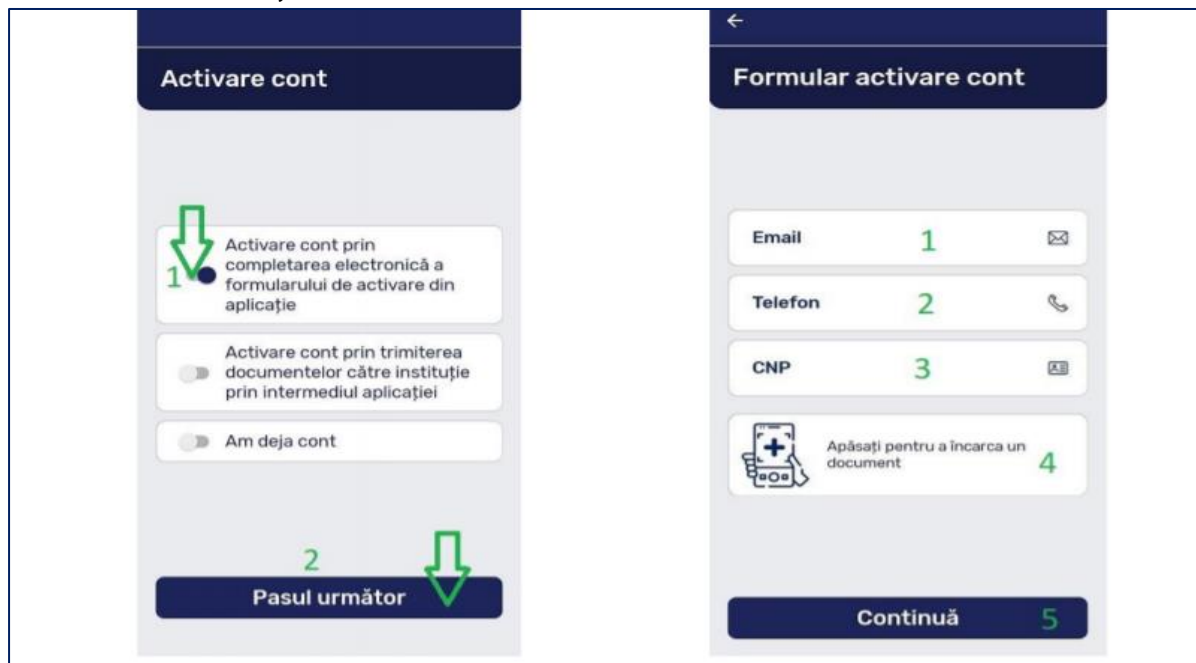 Activare cont
1
Activare cont prin
completarea electronică a
formularului de activare din
aplicație
Activare cont prin trimiterea
documentelor către instituție
prin intermediul aplicației
Am deja cont
2
Pasul următor
Formular activare cont
Email 1
Telefon 2
CNP 3
Apăsați pentru a încarca un
document
4
Continuă 5